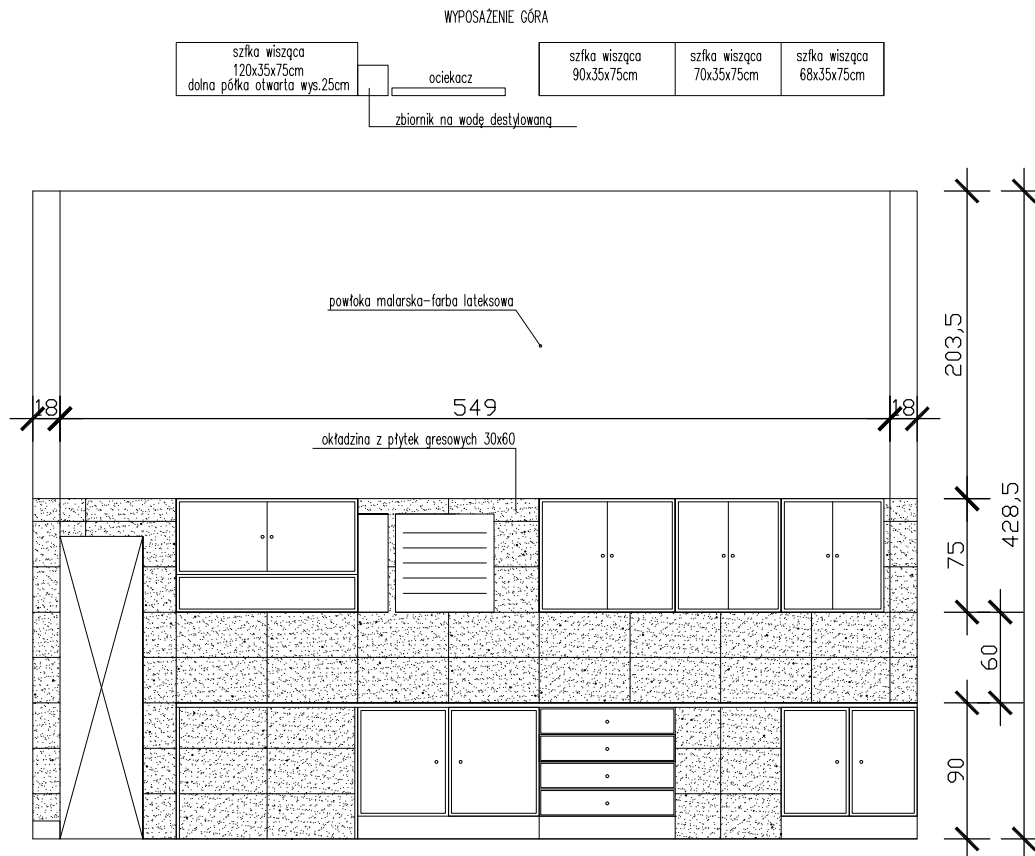 WYPOSAŻENIE GÓRA
szfka wisząca
120x35x75cm
dolna półka otwarta wys.25cm
ociekacz
zbiornik na wodę destylowaną
szfka wisząca
90x35x75cm
szfka wisząca
70x35x75cm
szfka wisząca
68x35x75cm
powłoka malarska-farba lateksowa
18
549
18
okładzina z płytek gresowych 30x60
203,5
428,5
75
60
90